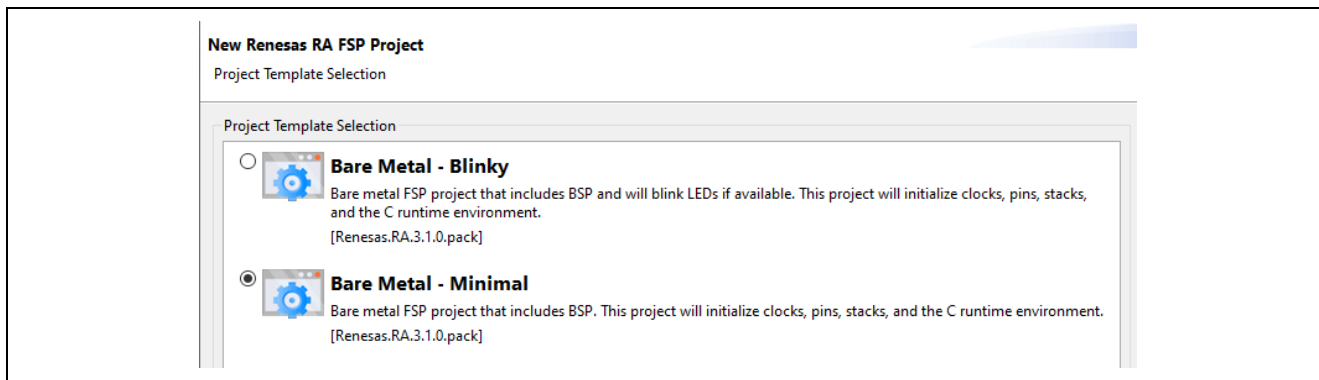 New Renesas RA FSP Project
Project Template Selection
Project Template Selection
Bare Metal - Blinky
Bare metal FSP project that includes BSP and will blink LEDs if available. This project will initialize clocks, pins, stacks,
and the C runtime environment.
[Renesas.RA.3.1.0.pack]
Bare Metal - Minimal
Bare metal FSP project that includes BSP. This project will initialize clocks, pins, stacks, and the C runtime environment.
[Renesas.RA.3.1.0.pack]